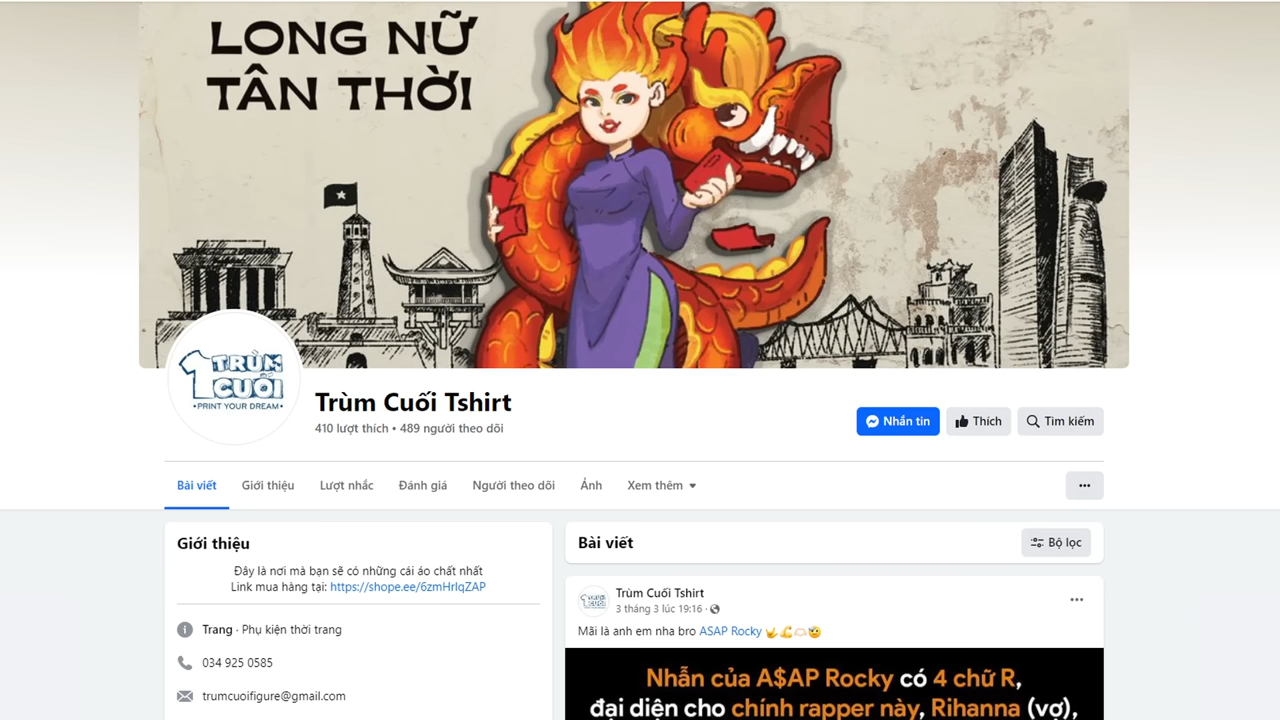 LONG NỮ
TÂN THỜI
1 TRÙM
CUỐI
•PRINT YOUR DREAM•
Trùm Cuối Tshirt
410 lượt thích • 489 người theo dõi
Nhắn tin
Thích
Tìm kiếm
Bài viết
Giới thiệu
Lượt nhắc
Đánh giá
Người theo dõi
Ảnh
Xem thêm
Giới thiệu
Đây là nơi mà bạn sẽ có những cái áo chất nhất
Link mua hàng tại: https://shope.ee/6zmHrIqZAP
Trang · Phụ kiện thời trang
034 925 0585
trumcuoifigure@gmail.com
Bài viết
Bộ lọc
1 TRÙM
CUỐI
Trùm Cuối Tshirt
3 tháng 3 lúc 19:16 ·
Mãi là anh em nha bro ASAP Rocky 🤟💪🫶🏻😇
Nhẫn của A$AP Rocky có 4 chữ R,
đại diện cho chính rapper này, Rihanna (vợ),